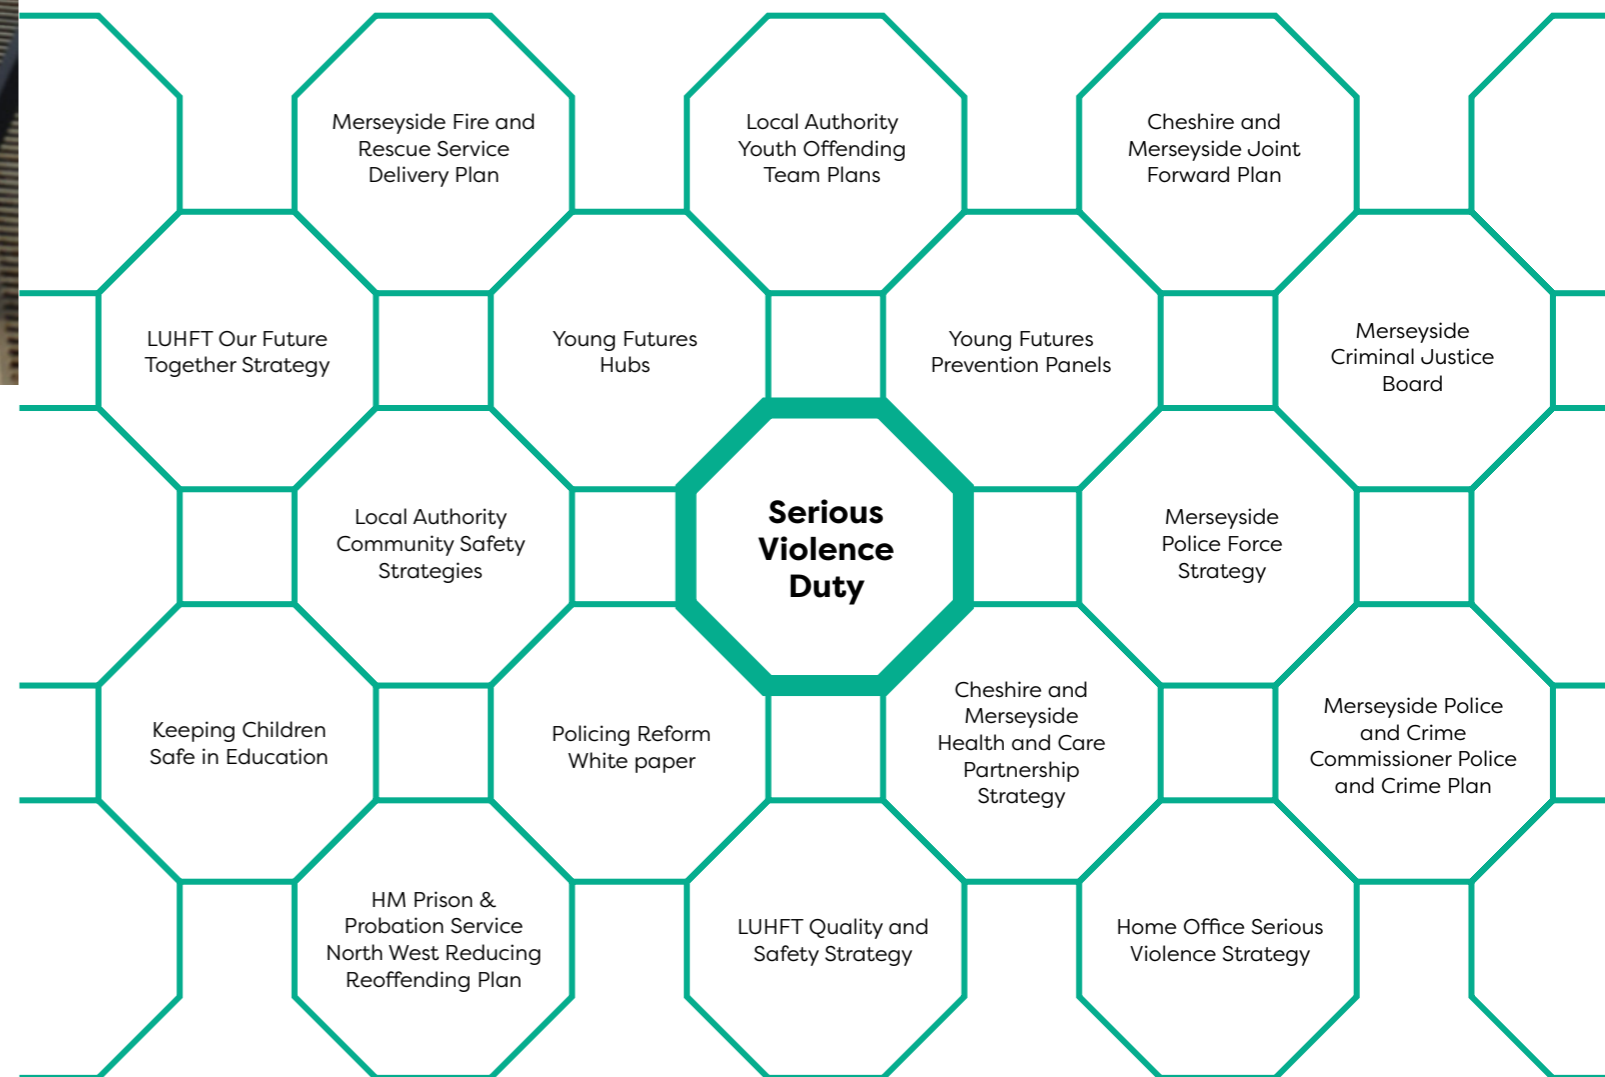 Merseyside Fire and
Rescue Service
Delivery Plan
Local Authority
Youth Offending
Team Plans
Cheshire and
Merseyside Joint
Forward Plan
LUHFT Our Future
Together Strategy
Young Futures
Hubs
Young Futures
Prevention Panels
Merseyside
Criminal Justice
Board
Local Authority
Community Safety
Strategies
Serious
Violence
Duty
Merseyside
Police Force
Strategy
Keeping Children
Safe in Education
Policing Reform
White paper
Cheshire and
Merseyside
Health and Care
Partnership
Strategy
Merseyside Police
and Crime
Commissioner Police
and Crime Plan
HM Prison &
Probation Service
North West Reducing
Reoffending Plan
LUHFT Quality and
Safety Strategy
Home Office Serious
Violence Strategy